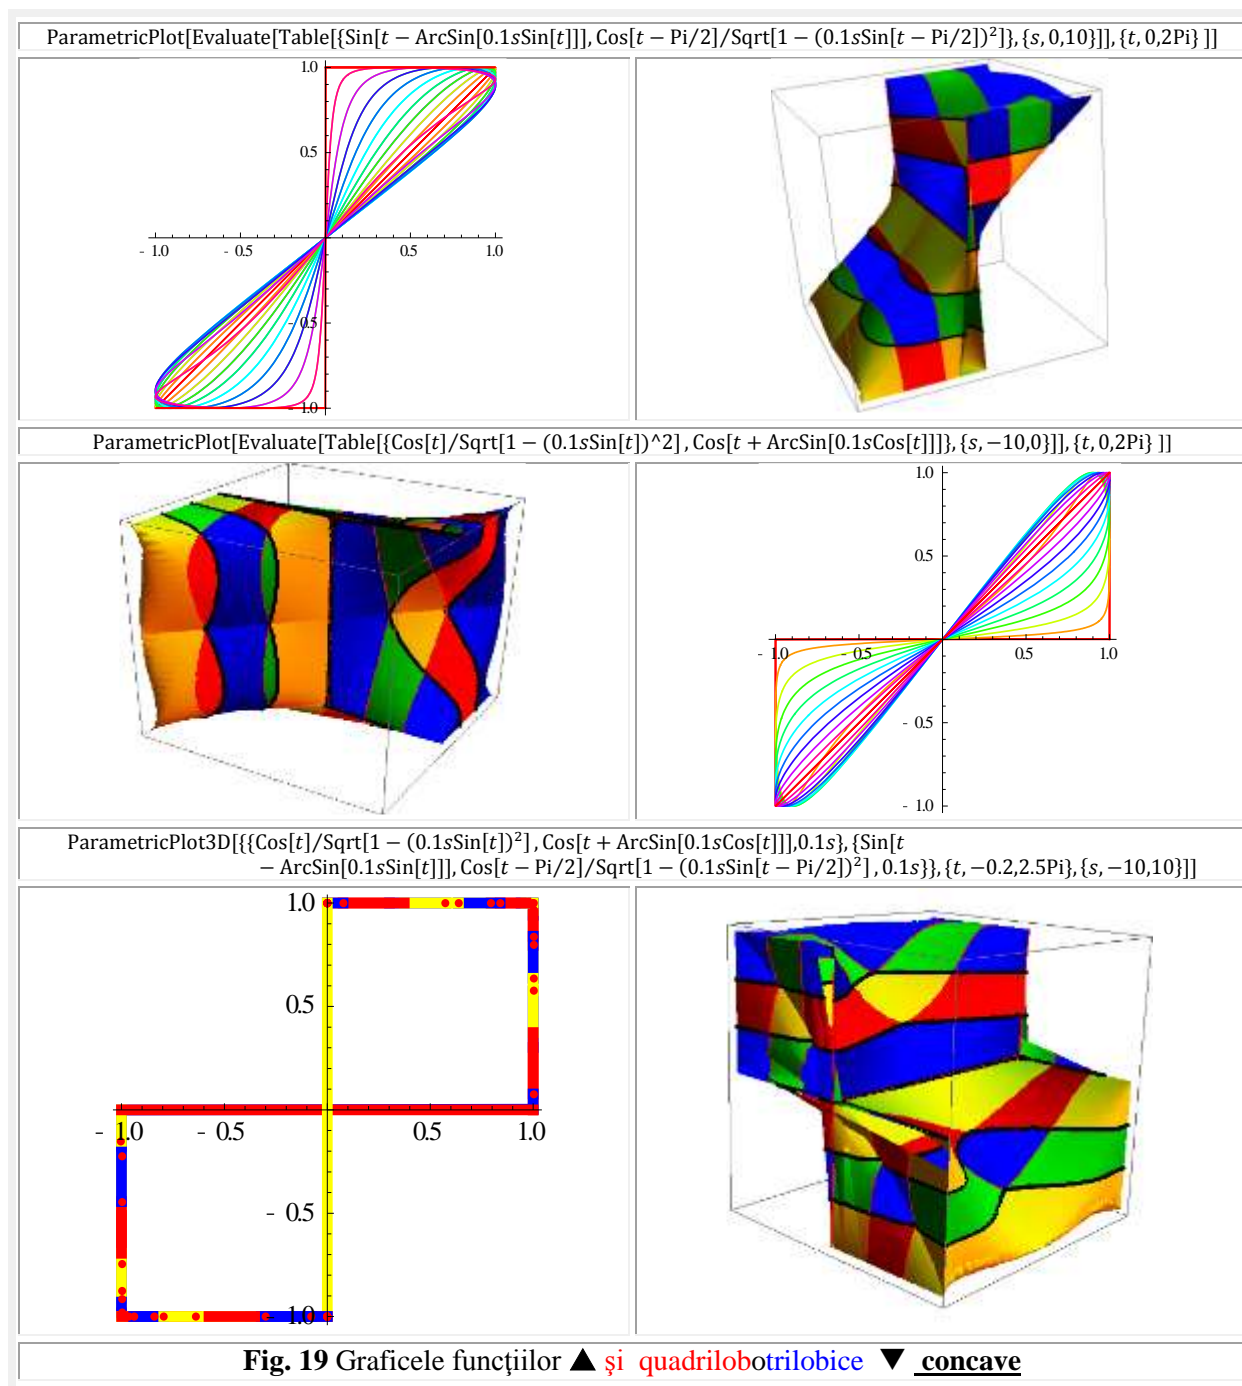 ParametricPlot[Evaluate[Table[{Sin[t − ArcSin[0.1sSin[t]]], Cos[t − Pi/2]/Sqrt[1 − (0.1sSin[t − Pi/2])²]}, {s, 0,10}]], {t, 0,2Pi} ]]
1.0
0.5
- 1.0 - 0.5 0.5 1.0
- 0.5
- 1.0
ParametricPlot[Evaluate[Table[{Cos[t]/Sqrt[1 − (0.1sSin[t])^2], Cos[t + ArcSin[0.1sCos[t]]]}, {s, −10,0}]], {t, 0,2Pi} ]]
1.0
0.5
- 1.0 - 0.5 0.5 1.0
- 0.5
- 1.0
ParametricPlot3D[{{Cos[t]/Sqrt[1 − (0.1sSin[t])²], Cos[t + ArcSin[0.1sCos[t]]],0.1s}, {Sin[t
− ArcSin[0.1sSin[t]]], Cos[t − Pi/2]/Sqrt[1 − (0.1sSin[t − Pi/2])²], 0.1s}}, {t, −0.2,2.5Pi}, {s, −10,10}]]
1.0
0.5
- 1.0 - 0.5 0.5 1.0
- 0.5
- 1.0
Fig. 19 Graficele funcţiilor ▲ şi quadrilobotrilobice ▼ concave